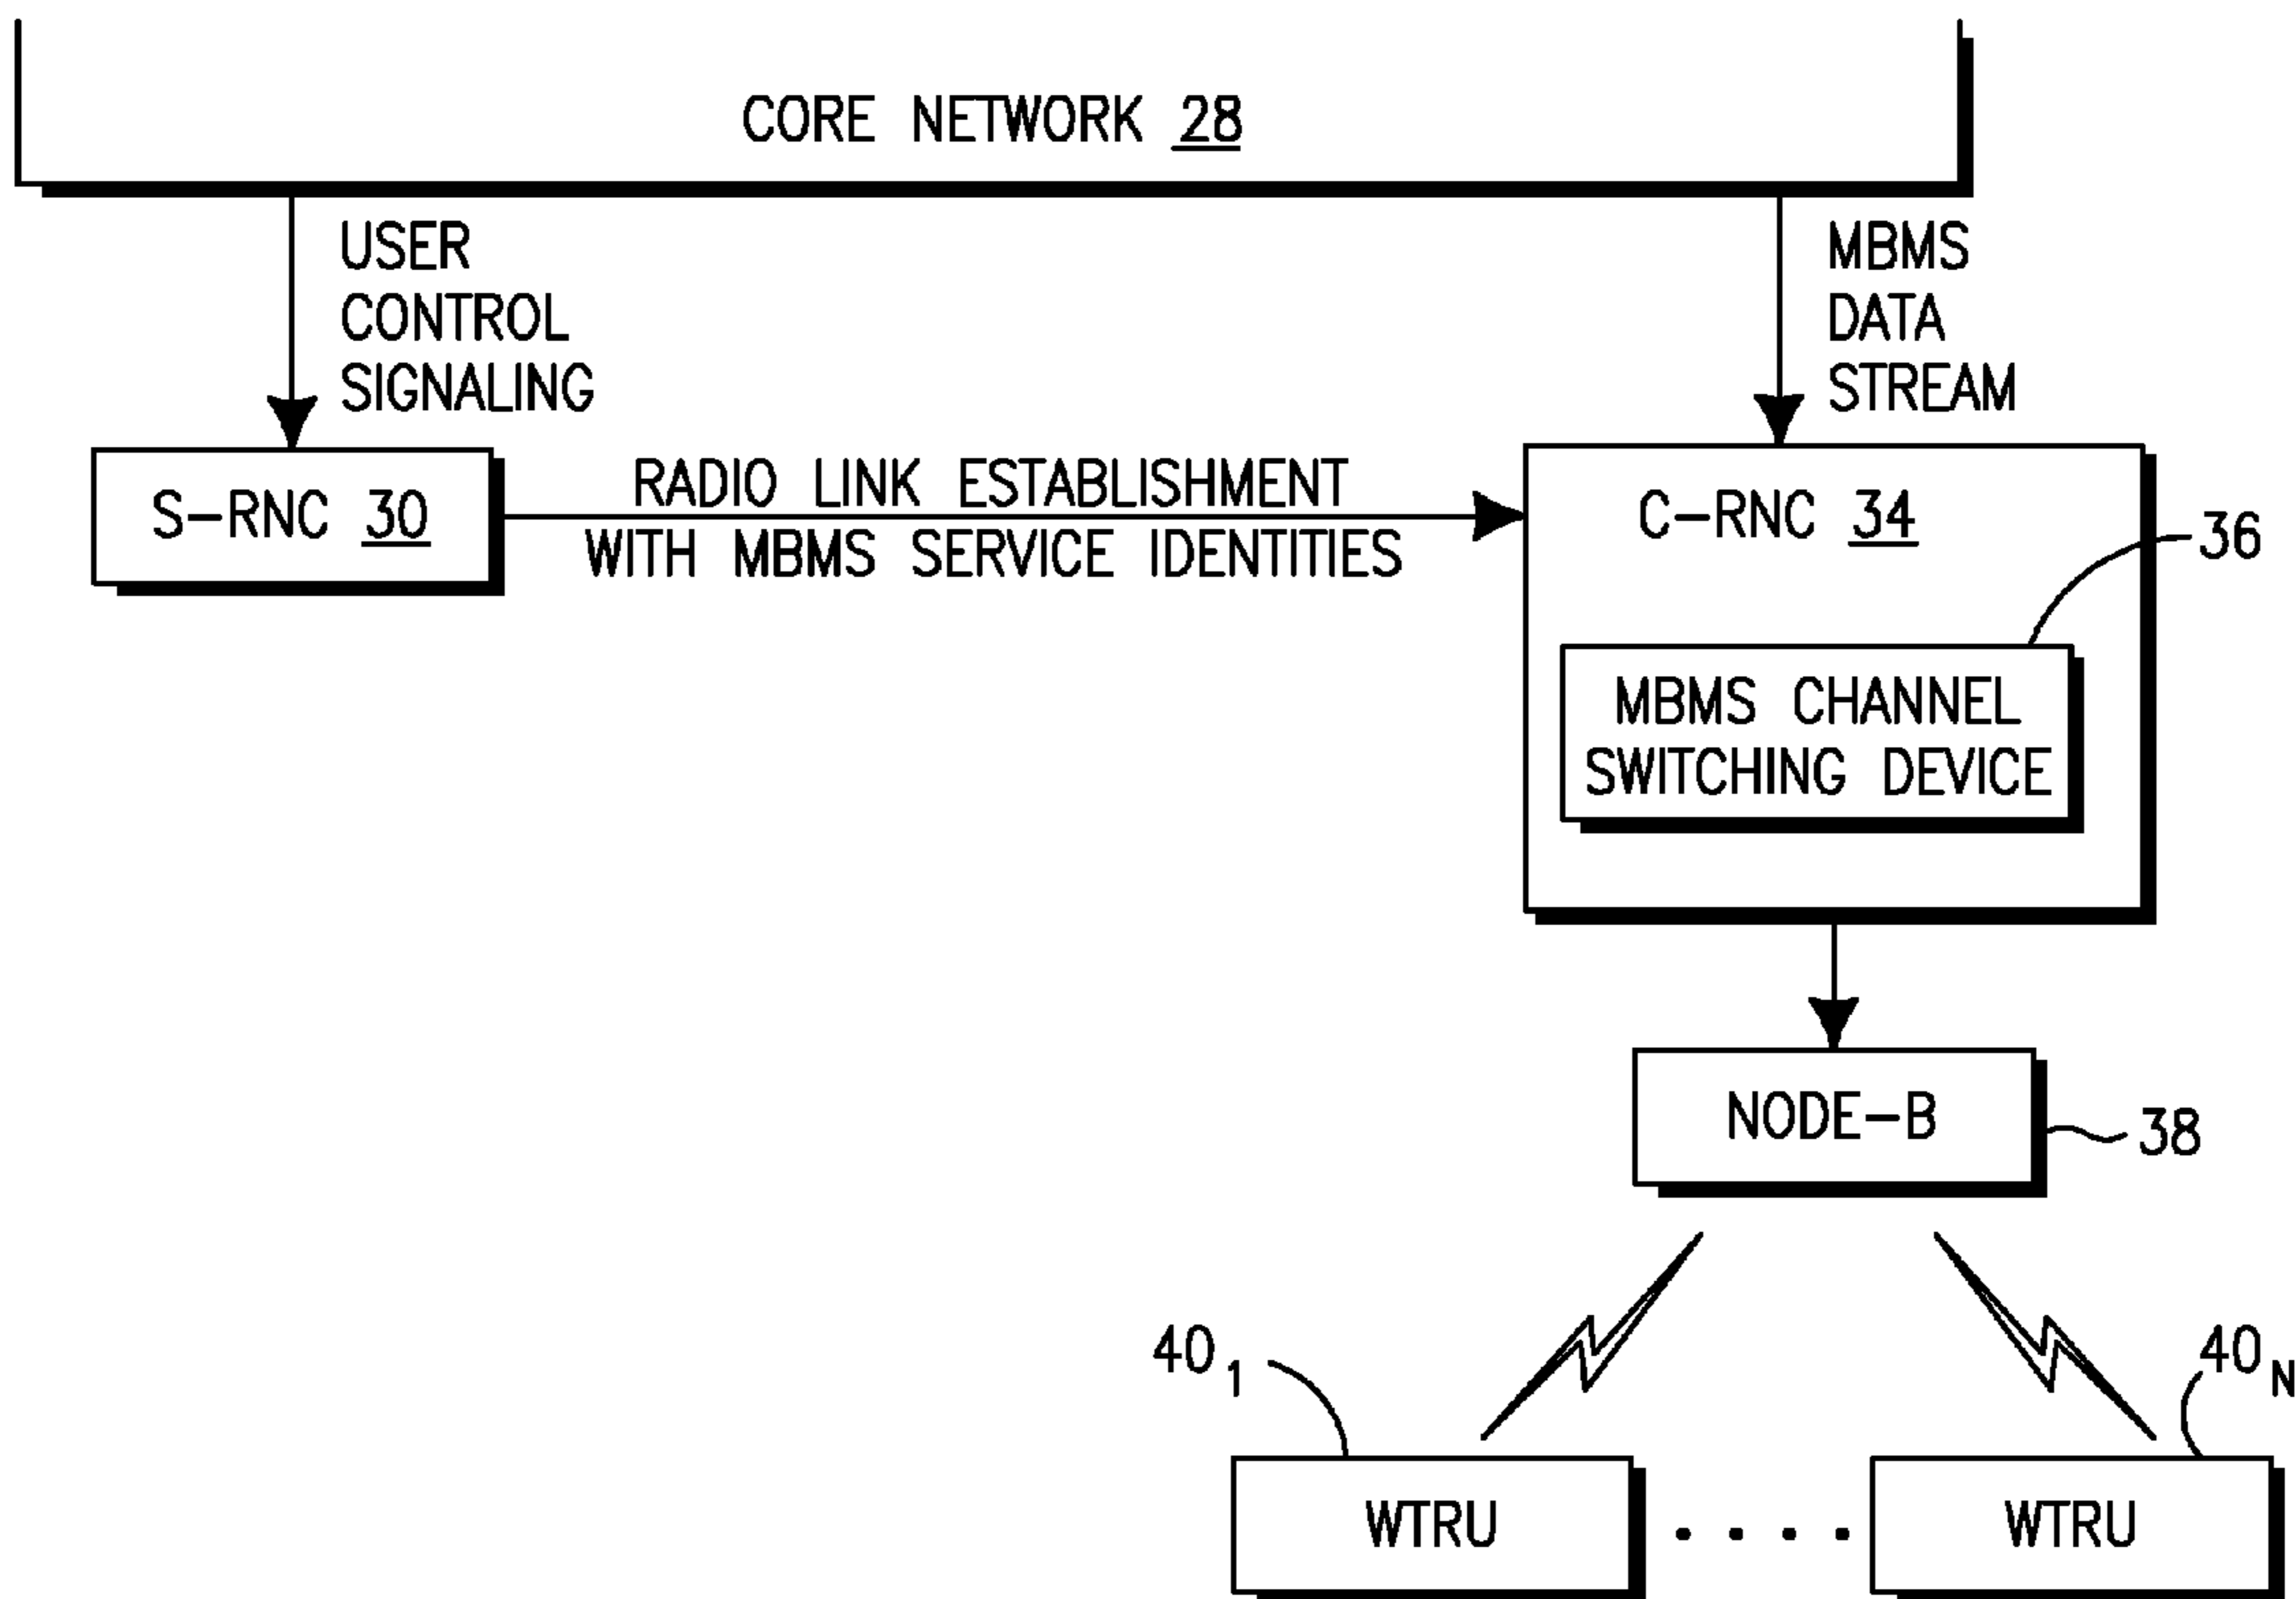 CORE NETWORK 28
USER
CONTROL
SIGNALING
MBMS
DATA
STREAM
S-RNC 30
RADIO LINK ESTABLISHMENT
WITH MBMS SERVICE IDENTITIES
C-RNC 34
36
MBMS CHANNEL
SWITCHING DEVICE
NODE-B
38
40 1
40 N
WTRU
WTRU